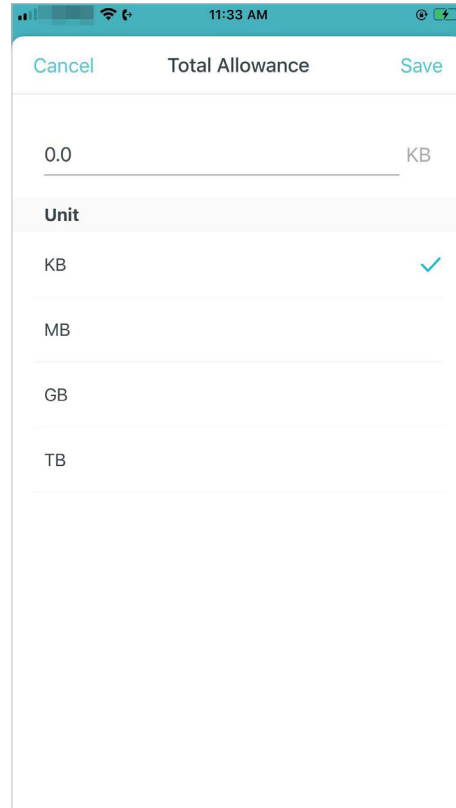 11:33 AM
Cancel Total Allowance Save
0.0 KB
Unit
KB
MB
GB
TB